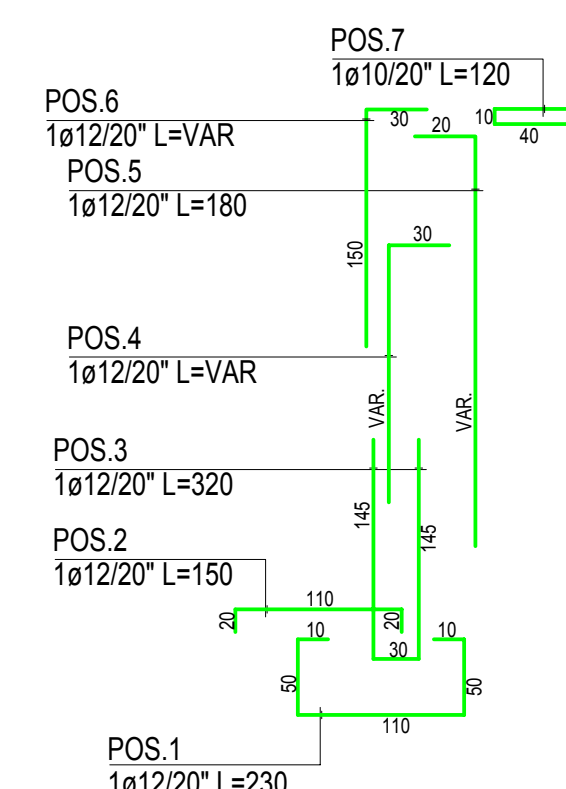 POS.7
1ø10/20" L=120
POS.6
1ø12/20" L=VAR
30
10
20
40
POS.5
1ø12/20" L=180
30
150
POS.4
1ø12/20" L=VAR
VAR.
VAR.
POS.3
1ø12/20" L=320
145
145
POS.2
1ø12/20" L=150
110
20
20
10
10
30
50
50
110
POS.1
1ø12/20" L=230